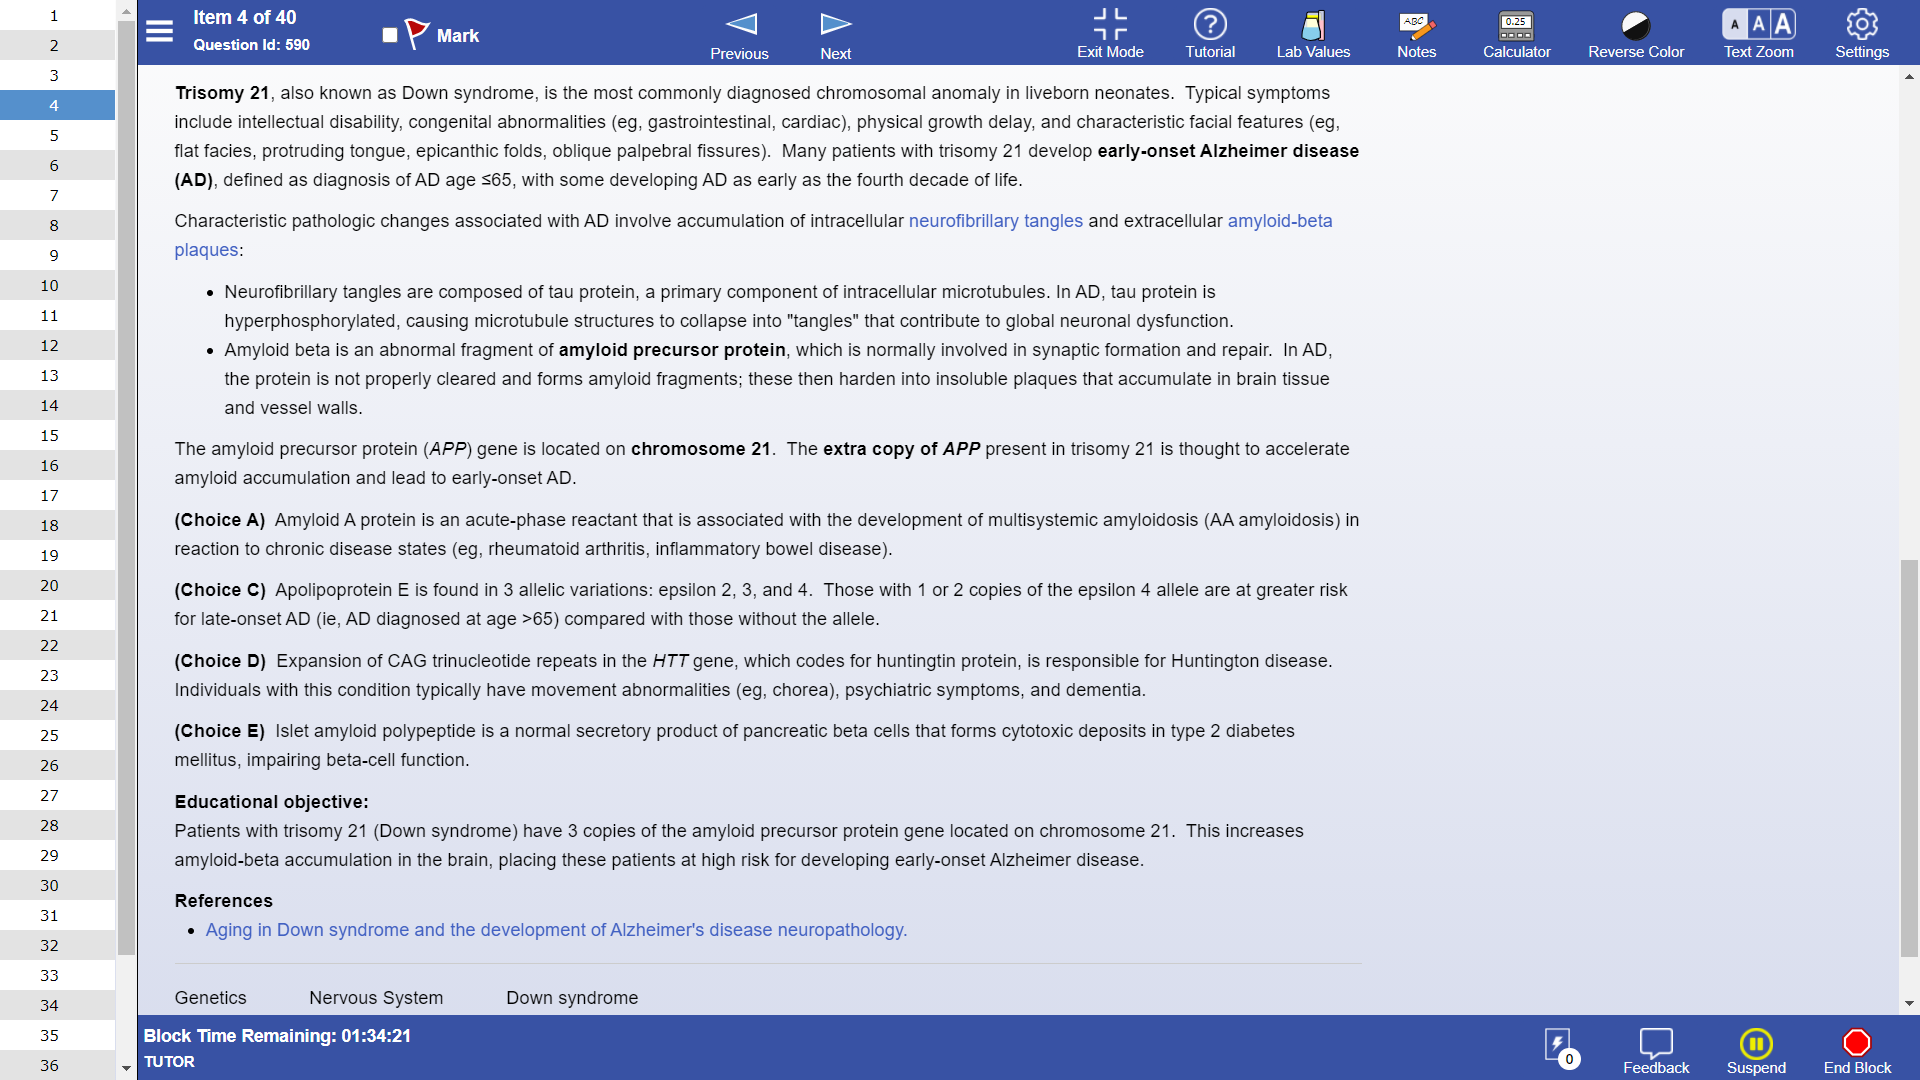 1
2
3
4
5
6
7
8
9
10
11
12
13
14
15
16
17
18
19
20
21
22
23
24
25
26
27
28
29
30
31
32
33
34
35
36
Item 4 of 40
Question Id: 590
Mark
Previous
Next
Exit Mode
Tutorial
Lab Values
ABC
Notes
0.25
Calculator
Reverse Color
A A A
Text Zoom
Settings
Trisomy 21, also known as Down syndrome, is the most commonly diagnosed chromosomal anomaly in liveborn neonates. Typical symptoms
include intellectual disability, congenital abnormalities (eg, gastrointestinal, cardiac), physical growth delay, and characteristic facial features (eg,
flat facies, protruding tongue, epicanthic folds, oblique palpebral fissures). Many patients with trisomy 21 develop early-onset Alzheimer disease
(AD), defined as diagnosis of AD age ≤65, with some developing AD as early as the fourth decade of life.
Characteristic pathologic changes associated with AD involve accumulation of intracellular neurofibrillary tangles and extracellular amyloid-beta
plaques:
• Neurofibrillary tangles are composed of tau protein, a primary component of intracellular microtubules. In AD, tau protein is
hyperphosphorylated, causing microtubule structures to collapse into "tangles" that contribute to global neuronal dysfunction.
• Amyloid beta is an abnormal fragment of amyloid precursor protein, which is normally involved in synaptic formation and repair. In AD,
the protein is not properly cleared and forms amyloid fragments; these then harden into insoluble plaques that accumulate in brain tissue
and vessel walls.
The amyloid precursor protein (APP) gene is located on chromosome 21. The extra copy of APP present in trisomy 21 is thought to accelerate
amyloid accumulation and lead to early-onset AD.
(Choice A) Amyloid A protein is an acute-phase reactant that is associated with the development of multisystemic amyloidosis (AA amyloidosis) in
reaction to chronic disease states (eg, rheumatoid arthritis, inflammatory bowel disease).
(Choice C) Apolipoprotein E is found in 3 allelic variations: epsilon 2, 3, and 4. Those with 1 or 2 copies of the epsilon 4 allele are at greater risk
for late-onset AD (ie, AD diagnosed at age >65) compared with those without the allele.
(Choice D) Expansion of CAG trinucleotide repeats in the HTT gene, which codes for huntingtin protein, is responsible for Huntington disease.
Individuals with this condition typically have movement abnormalities (eg, chorea), psychiatric symptoms, and dementia.
(Choice E) Islet amyloid polypeptide is a normal secretory product of pancreatic beta cells that forms cytotoxic deposits in type 2 diabetes
mellitus, impairing beta-cell function.
Educational objective:
Patients with trisomy 21 (Down syndrome) have 3 copies of the amyloid precursor protein gene located on chromosome 21. This increases
amyloid-beta accumulation in the brain, placing these patients at high risk for developing early-onset Alzheimer disease.
References
• Aging in Down syndrome and the development of Alzheimer's disease neuropathology.
Genetics Nervous System Down syndrome
Block Time Remaining: 01:34:21
TUTOR
0
Feedback
Suspend
End Block